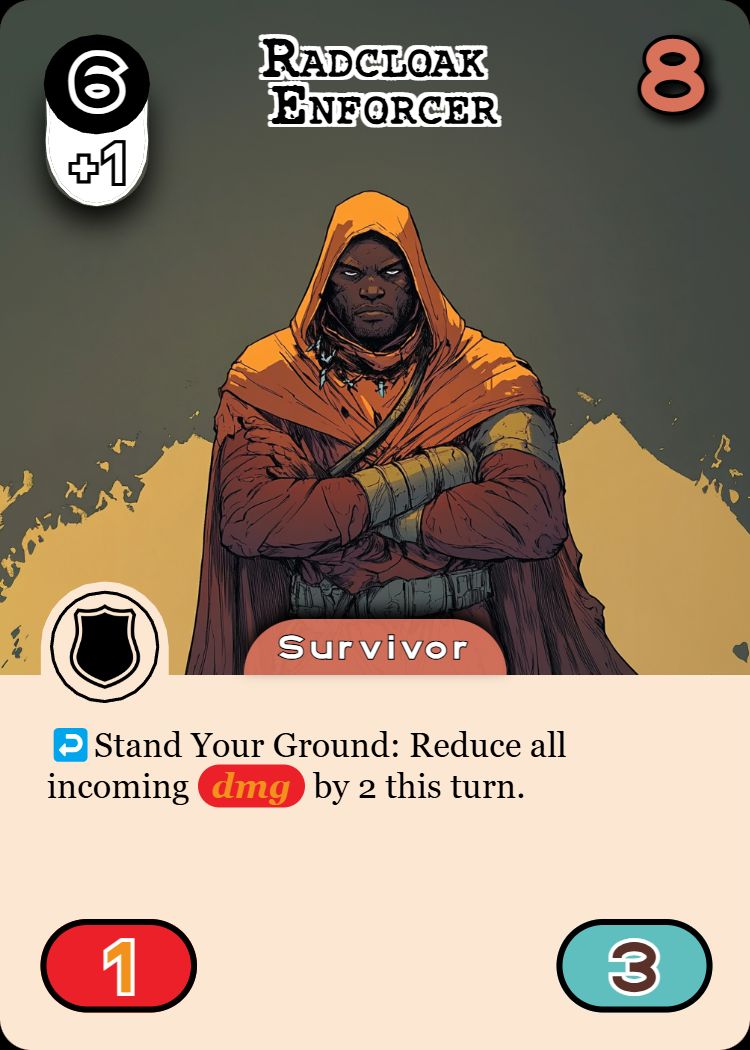 6
+1
Radcloak
Enforcer
8
Survivor
Stand Your Ground: Reduce all
incoming dmg by 2 this turn.
1
3